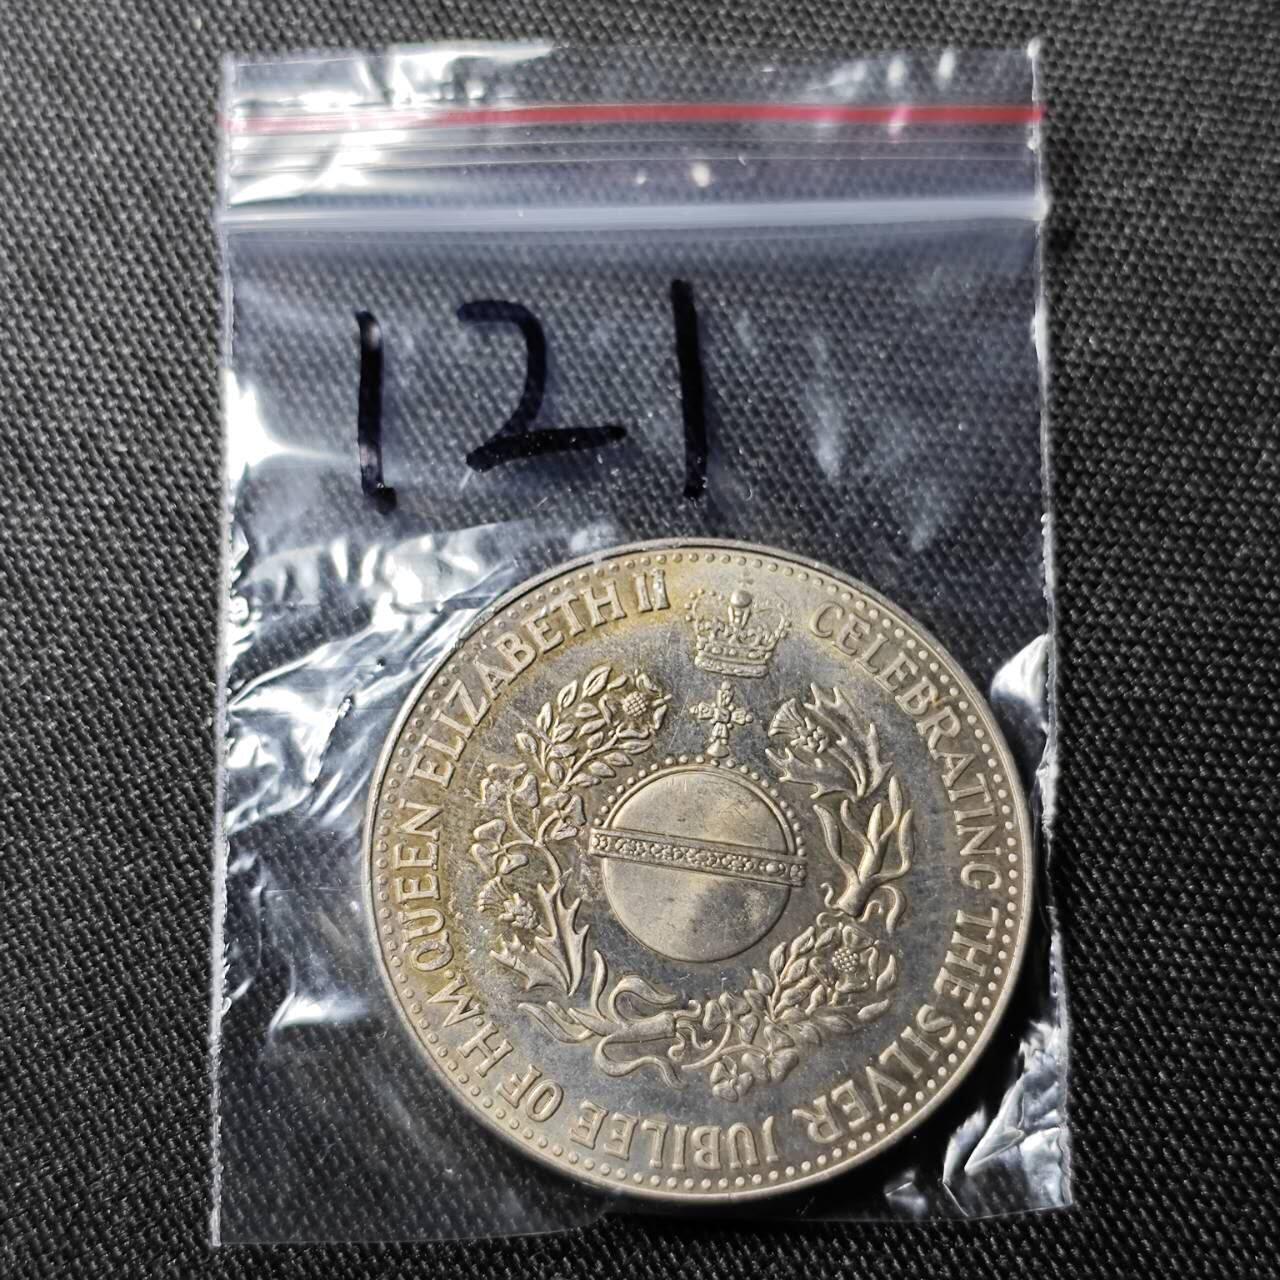 121
CELEBRATING THE SILVER JUBILEE OF H.M. QUEEN ELIZABETH II